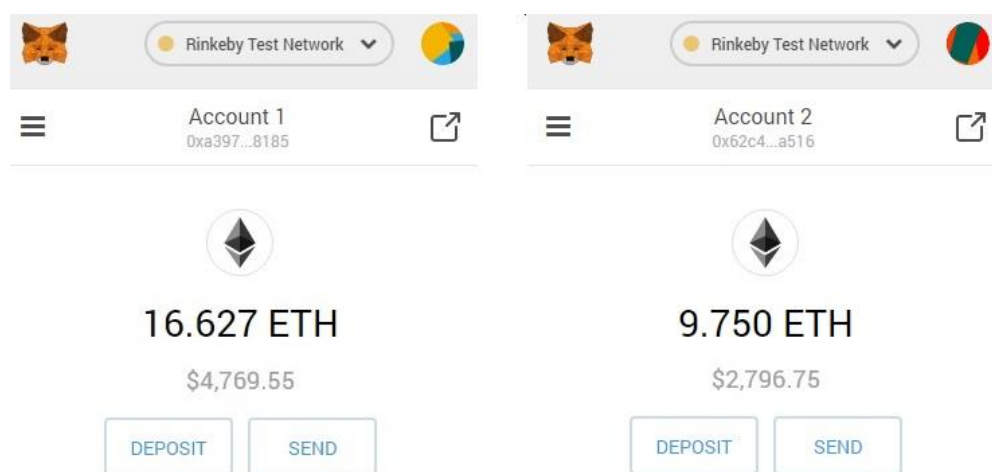 Rinkeby Test Network
Account 1
0xa397...8185
16.627 ETH
$4,769.55
DEPOSIT SEND
Rinkeby Test Network
Account 2
0x62c4...a516
9.750 ETH
$2,796.75
DEPOSIT SEND